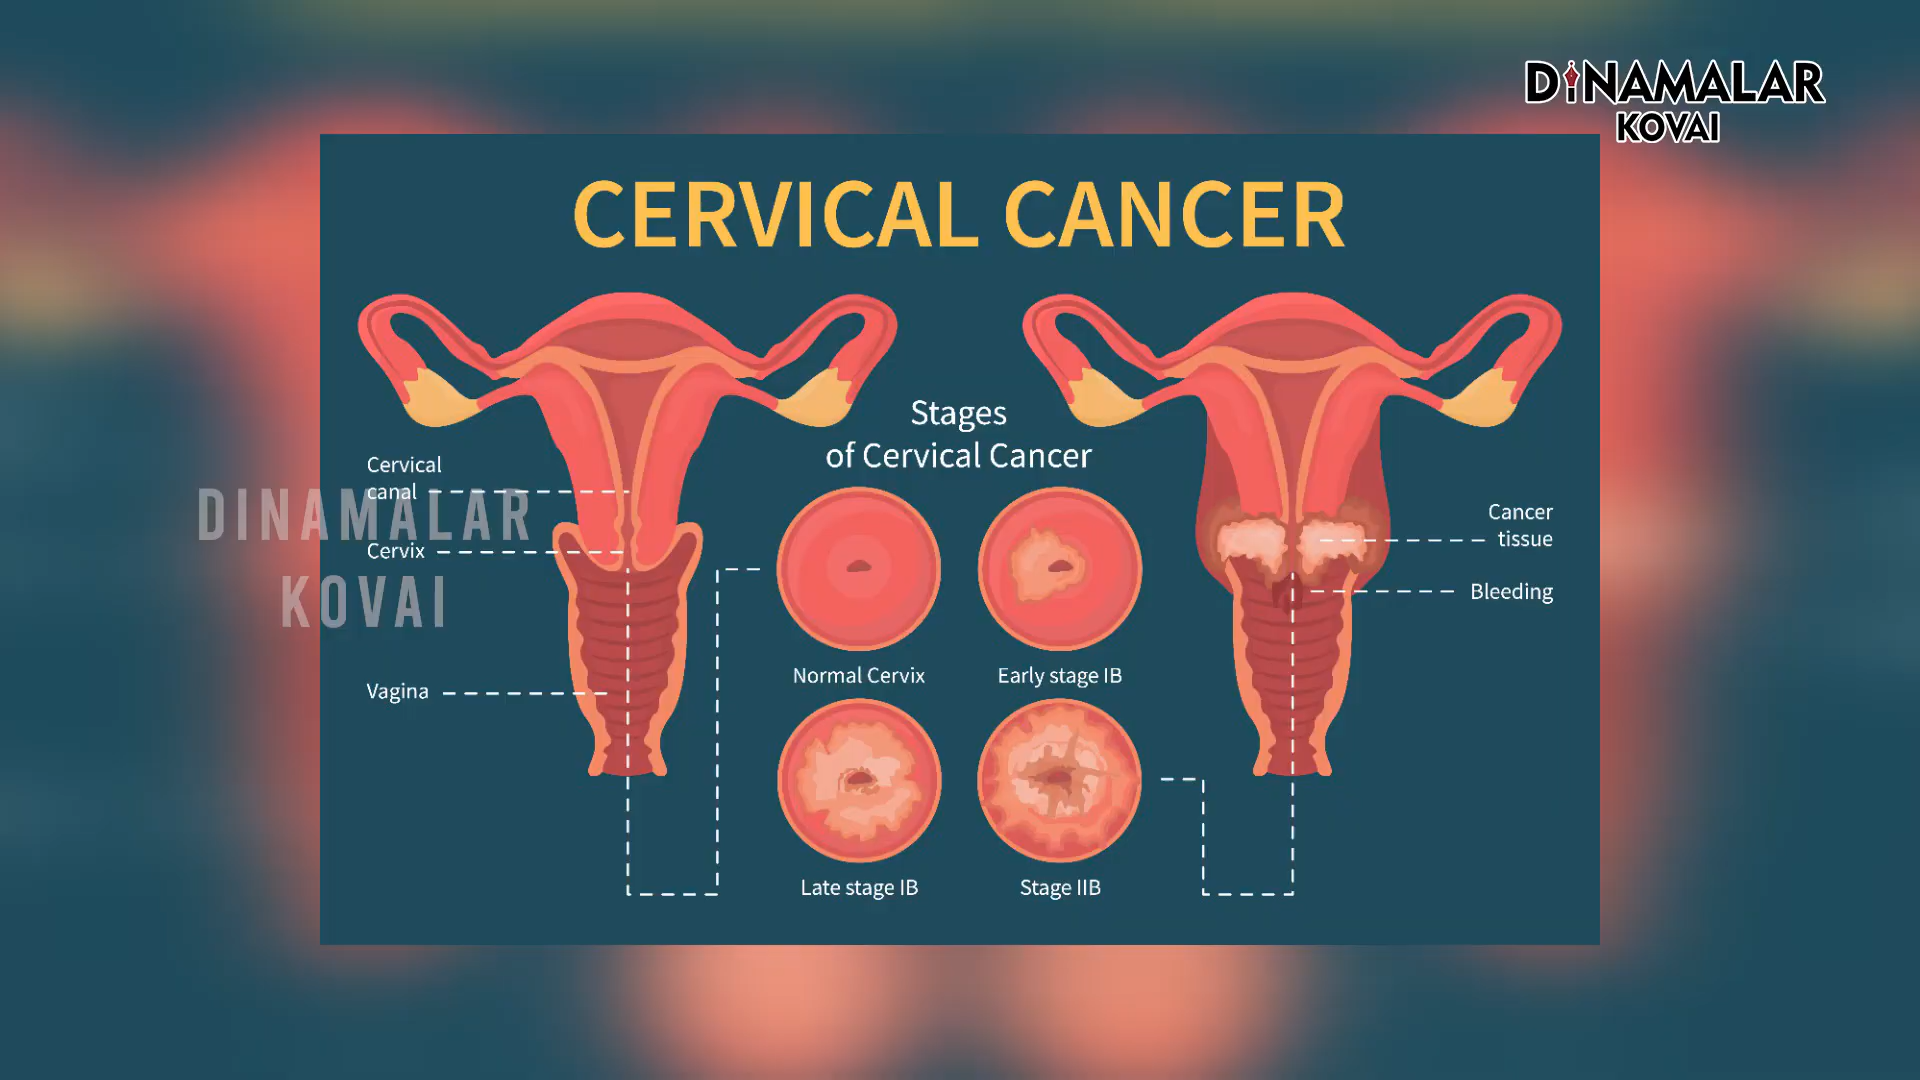 DINAMALAR
KOVAI
CERVICAL CANCER
Stages
of Cervical Cancer
Cervical
canal
Cervix
Vagina
DINAMALAR
KOVAI
Normal Cervix
Early stage IB
Late stage IB
Stage IIB
Cancer
tissue
Bleeding